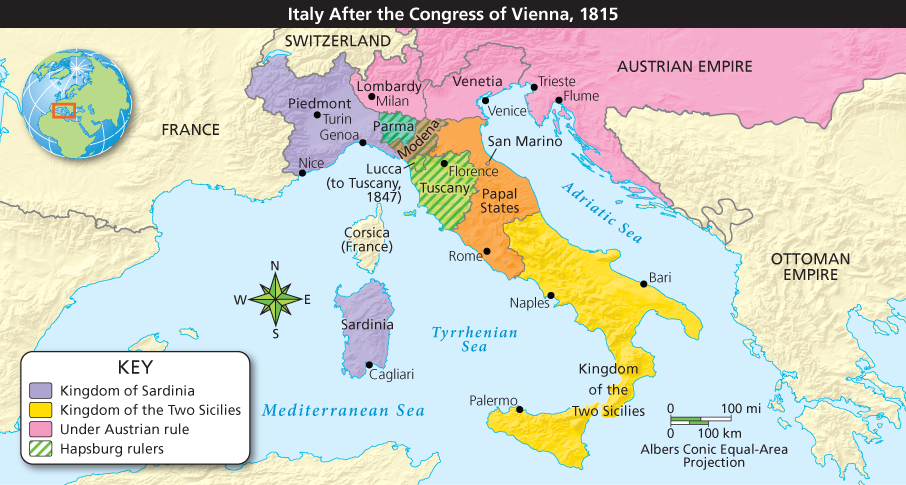 Italy After the Congress of Vienna, 1815
SWITZERLAND
AUSTRIAN EMPIRE
Lombardy
Milan
Venetia
Trieste
Flume
Venice
Piedmont
Turin
Genoa
Parma
Modena
FRANCE
San Marino
Nice
Lucca
(to Tuscany,
1847)
Florence
Tuscany
Papal
States
Adriatic Sea
Corsica
(France)
Rome
OTTOMAN
EMPIRE
N
W
E
S
Bari
Naples
Sardinia
Tyrrhenian
Sea
Cagliari
Kingdom
of the
Two Sicilies
Palermo
Mediterranean Sea
KEY
Kingdom of Sardinia
Kingdom of the Two Sicilies
Under Austrian rule
Hapsburg rulers
0 100 mi
0 100 km
Albers Conic Equal-Area
Projection